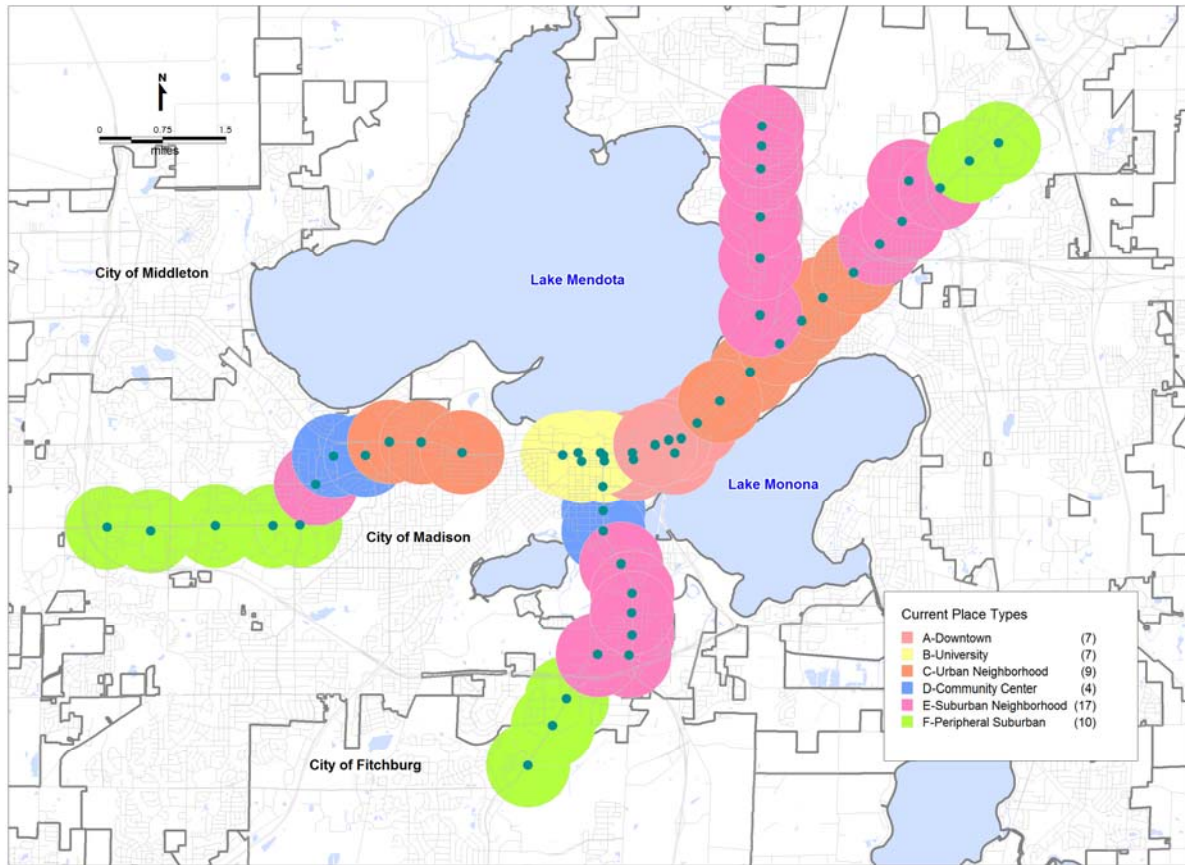 N
0 0.75 1.5
miles
City of Middleton
Lake Mendota
Lake Monona
City of Madison
City of Fitchburg
Current Place Types
A-Downtown (7)
B-University (7)
C-Urban Neighborhood (9)
D-Community Center (4)
E-Suburban Neighborhood (17)
F-Peripheral Suburban (10)